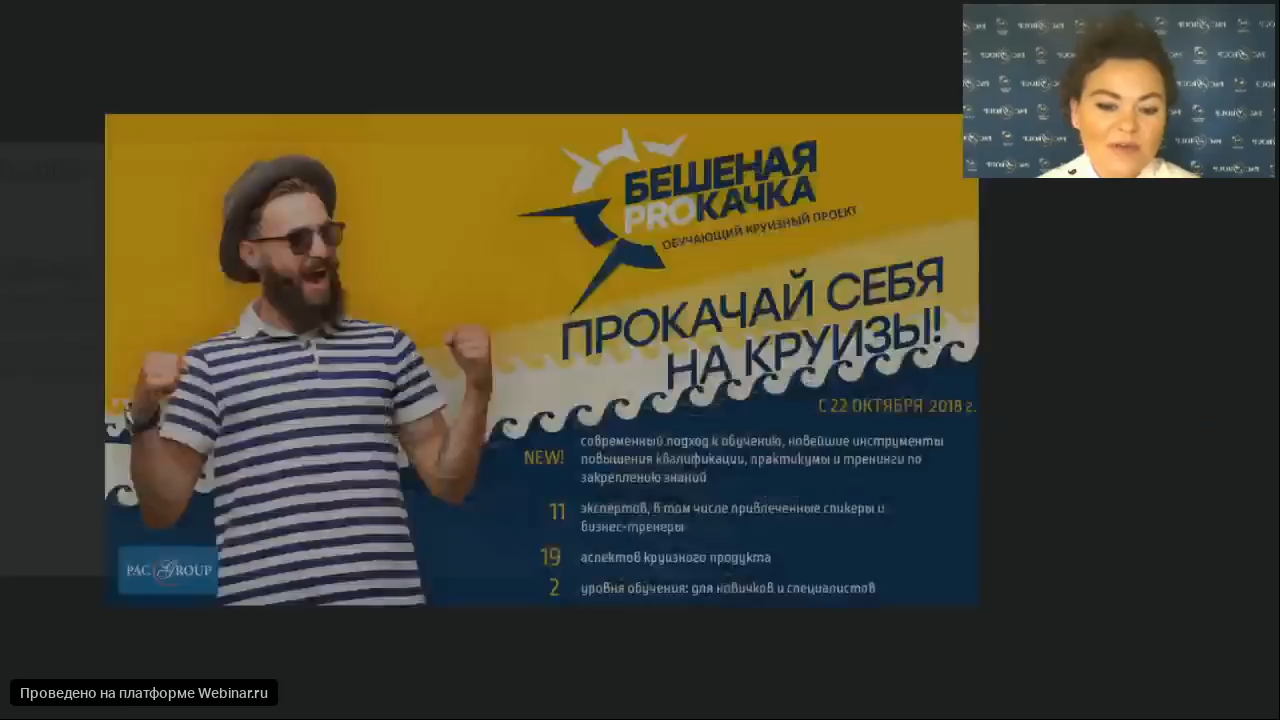 БЕШЕНАЯ
PROКАЧКА
ОБУЧАЮЩИЙ КРУИЗНЫЙ ПРОЕКТ
ПРОКАЧАЙ СЕБЯ
НА КРУИЗЫ!
С 22 ОКТЯБРЯ 2018 г.
NEW! современный подход к обучению, новейшие инструменты
повышения квалификации, практикумы и тренинги по
закреплению знаний
11 экспертов, в том числе привлеченные спикеры и
бизнес-тренеры
19 аспектов круизного продукта
2 уровня обучения: для новичков и специалистов
PAC GROUP
Проведено на платформе Webinar.ru